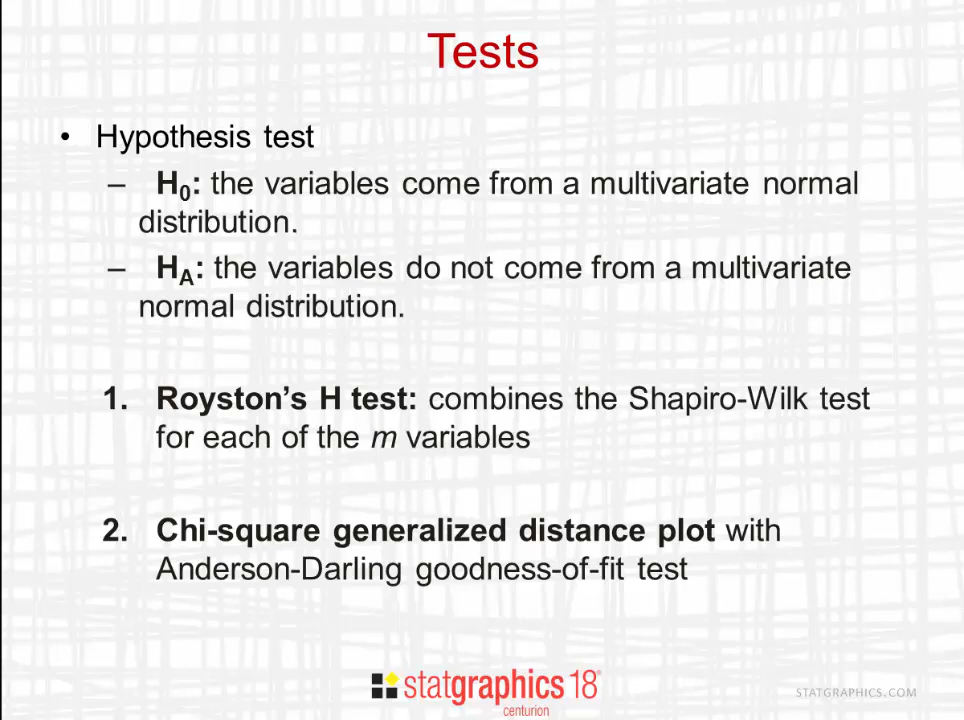 Tests
• Hypothesis test
– H0: the variables come from a multivariate normal
distribution.
– HA: the variables do not come from a multivariate
normal distribution.
1. Royston’s H test: combines the Shapiro-Wilk test
for each of the m variables
2. Chi-square generalized distance plot with
Anderson-Darling goodness-of-fit test
statgraphics 18®
centurion
STATGRAPHICS.COM